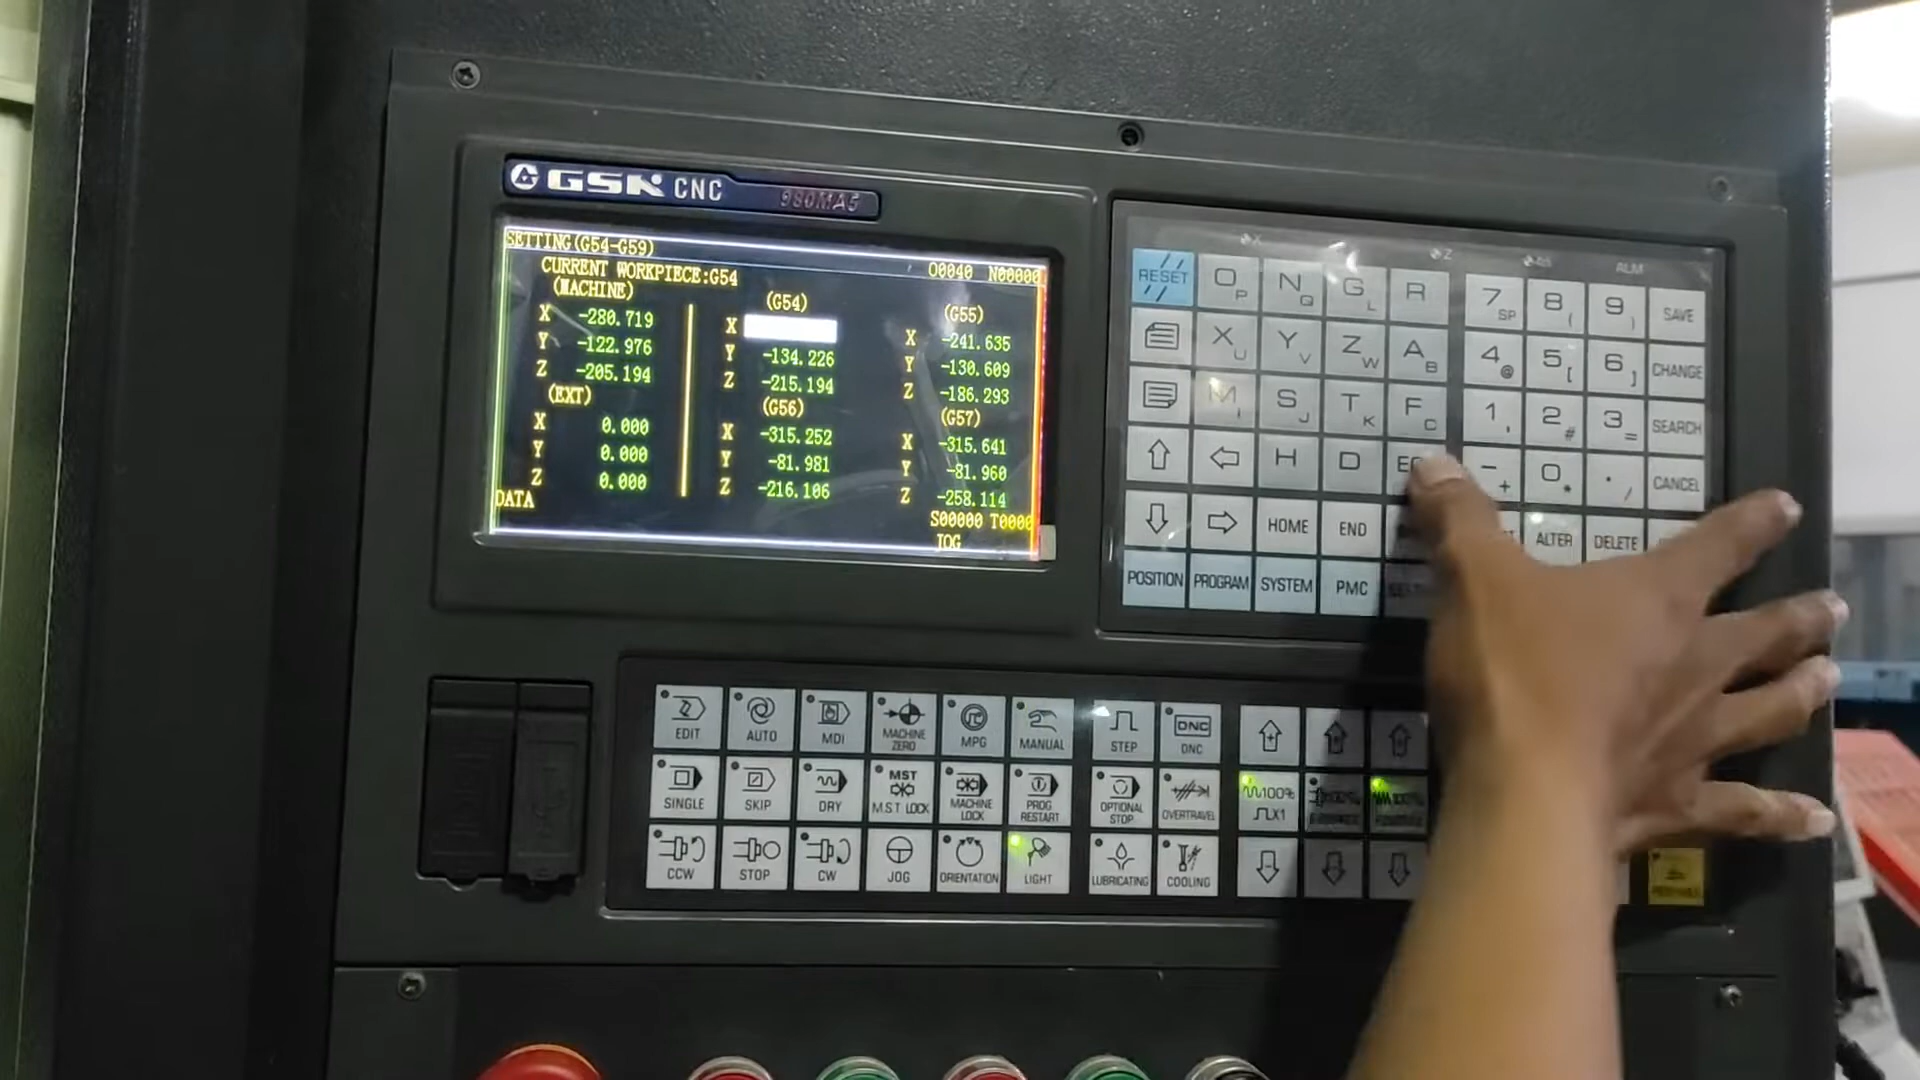 GSK CNC 980MA5
SETTING(G54-G59)
O0040 N00000
CURRENT WORKPIECE:G54
(MACHINE)
X -280.719
Y -122.976
Z -205.194
(EXT)
X 0.000
Y 0.000
Z 0.000
DATA
(G54)
X
Y -134.226
Z -215.194
(G56)
X -315.252
Y -81.981
Z -216.106
(G55)
X -241.635
Y -130.609
Z -186.293
(G57)
X -315.641
Y -81.960
Z -258.114
S00000 T0000
JOG
X Z ALM
RESET O P N Q G L R 7 SP 8 ( 9 ) SAVE
X U Y V Z W A B 4 @ 5 [ 6 ] CHANGE
M I S J T K F C 1 , 2 # 3 = SEARCH
H D - + 0 * . / CANCEL
HOME END ALTER DELETE
POSITION PROGRAM SYSTEM PMC
EDIT AUTO MDI MACHINE ZERO MPG MANUAL STEP DNC DNC
SINGLE SKIP DRY MST M.S.T LOCK MACHINE LOCK PROG RESTART OPTIONAL STOP OVERTRAVEL 100% X1
CCW STOP CW JOG ORIENTATION LIGHT LUBRICATING COOLING